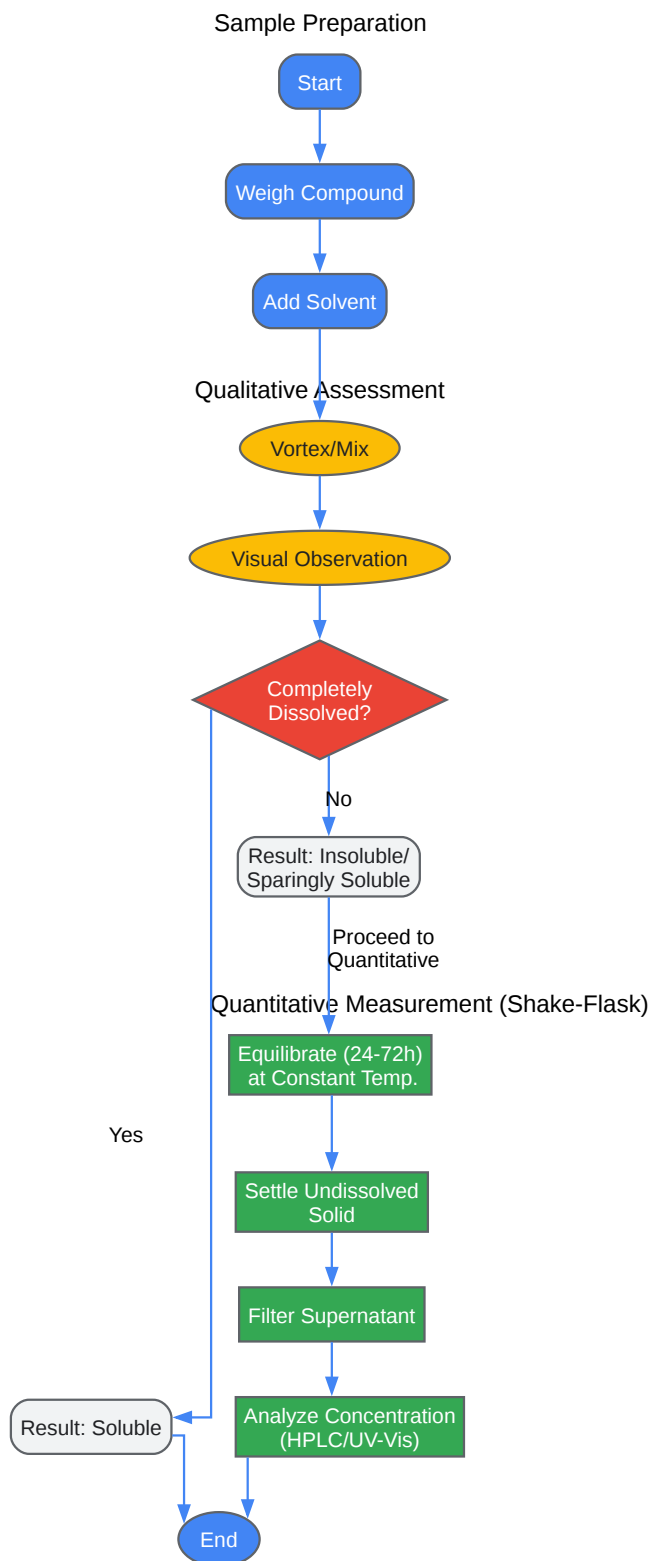 Sample Preparation
Start
Weigh Compound
Add Solvent
Qualitative Assessment
Vortex/Mix
Visual Observation
Completely
Dissolved?
No
Result: Insoluble/
Sparingly Soluble
Proceed to
Quantitative
Quantitative Measurement (Shake-Flask)
Equilibrate (24-72h)
at Constant Temp.
Yes
Settle Undissolved
Solid
Filter Supernatant
Result: Soluble
Analyze Concentration
(HPLC/UV-Vis)
End